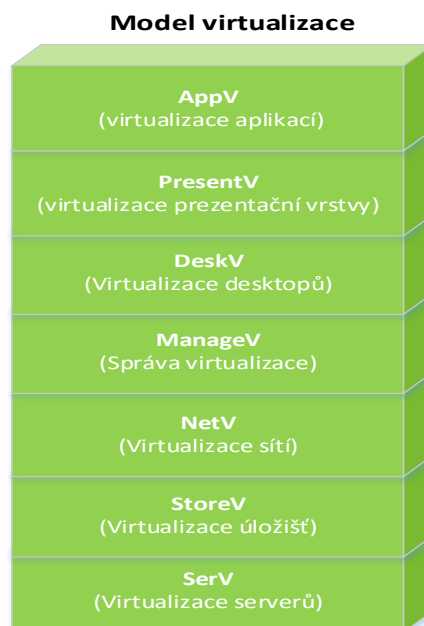 Model virtualizace
AppV
(virtualizace aplikací)
PresentV
(virtualizace prezentační vrstvy)
DeskV
(Virtualizace desktopů)
ManageV
(Správa virtualizace)
NetV
(Virtualizace sítí)
StoreV
(Virtualizace úložišť)
SerV
(Virtualizace serverů)